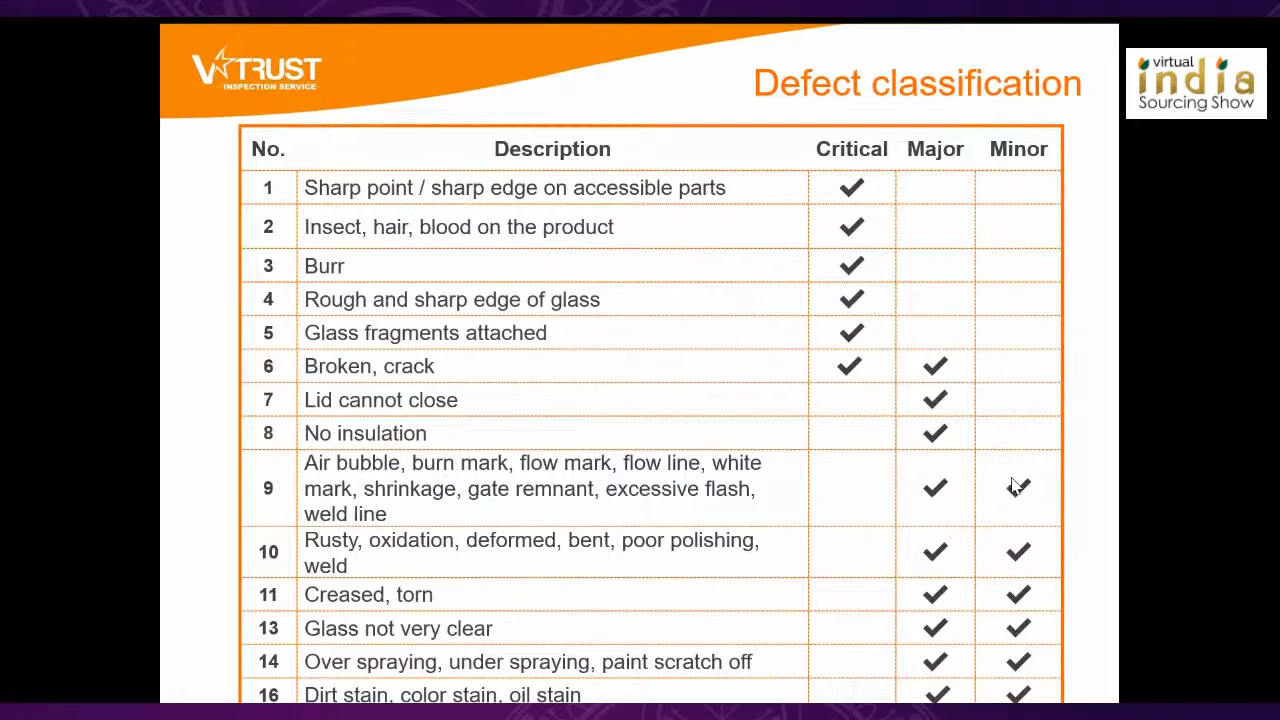 VTRUST
INSPECTION SERVICE
Defect classification
virtual
india
Sourcing Show
No. Description Critical Major Minor
1 Sharp point / sharp edge on accessible parts ✔
2 Insect, hair, blood on the product ✔
3 Burr ✔
4 Rough and sharp edge of glass ✔
5 Glass fragments attached ✔
6 Broken, crack ✔ ✔
7 Lid cannot close ✔
8 No insulation ✔
9 Air bubble, burn mark, flow mark, flow line, white
mark, shrinkage, gate remnant, excessive flash,
weld line ✔ ✔
10 Rusty, oxidation, deformed, bent, poor polishing,
weld ✔ ✔
11 Creased, torn ✔ ✔
13 Glass not very clear ✔ ✔
14 Over spraying, under spraying, paint scratch off ✔ ✔
16 Dirt stain, color stain, oil stain ✔ ✔